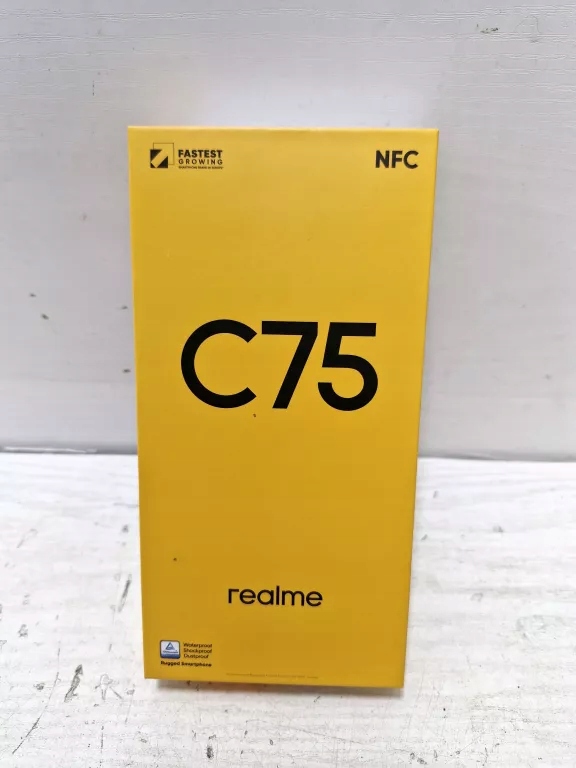 FASTEST
GROWING
NFC
C75
realme
Waterproof
Shockproof
Dustproof
Rugged Smartphone